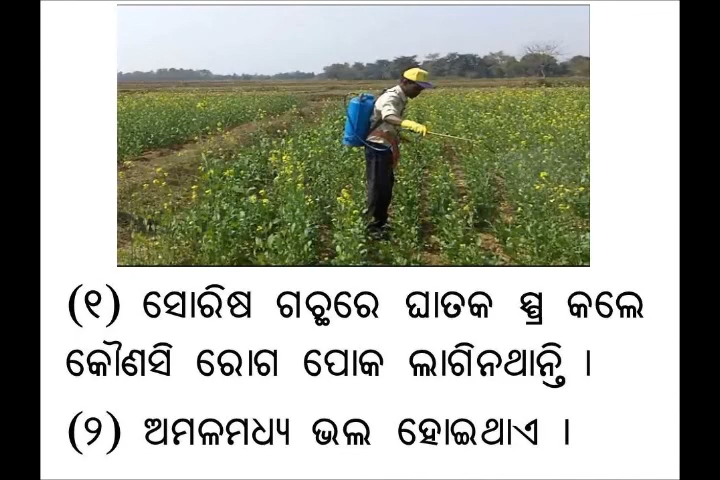 (୧) ସୋରିଷ ଗଚ୍ଛରେ ଘାତକ ସ୍ପ୍ର କଲେ
କୌଣସି ରୋଗ ପୋକ ଲାଗିନଥାନ୍ତି ।
(୨) ଅମଳମଧ୍ୟ ଭଲ ହୋଇଥାଏ ।